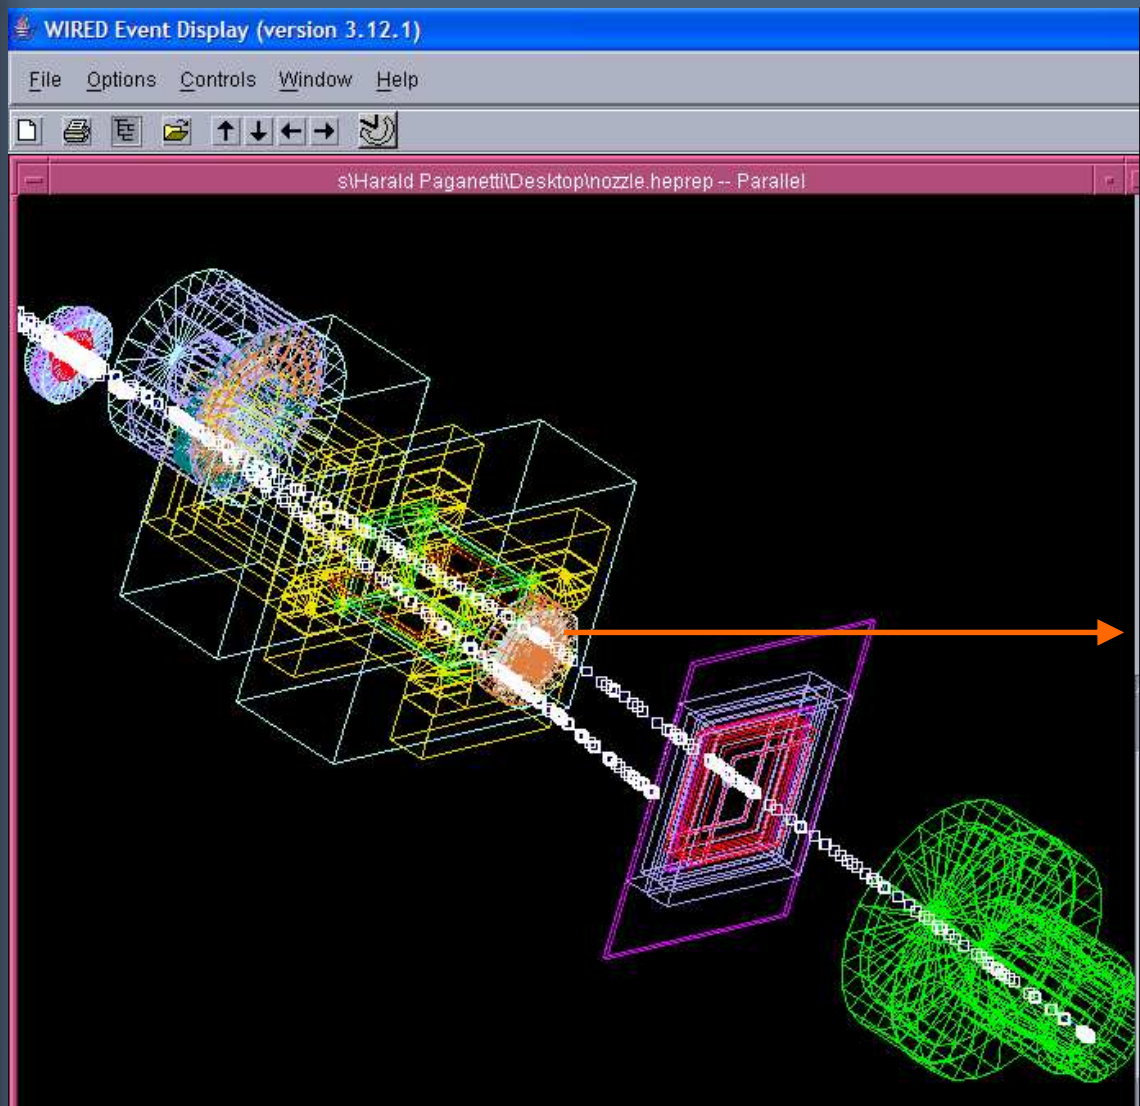 WIRED Event Display (version 3.12.1)
File Options Controls Window Help
s\Harald Paganetti\Desktop\nozzle.heprep -- Parallel